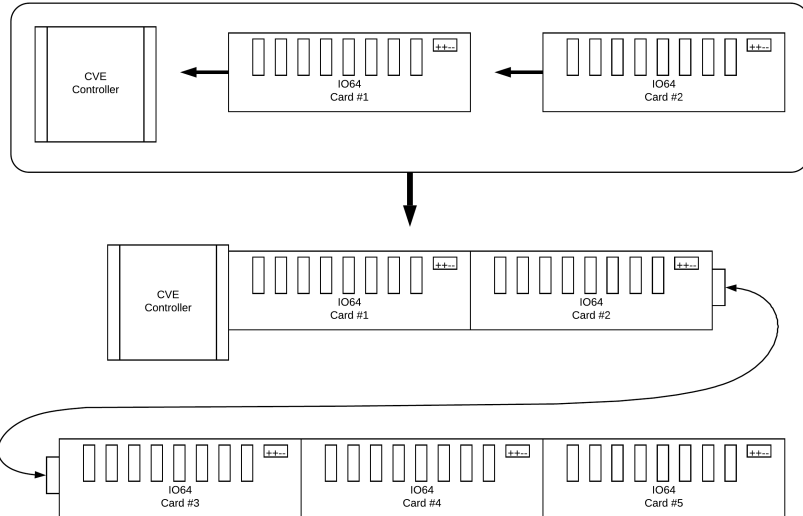 ++-- ++--
CVE
Controller
IO64
Card #1
IO64
Card #2
++-- ++--
CVE
Controller
IO64
Card #1
IO64
Card #2
++-- ++-- ++--
IO64
Card #3
IO64
Card #4
IO64
Card #5